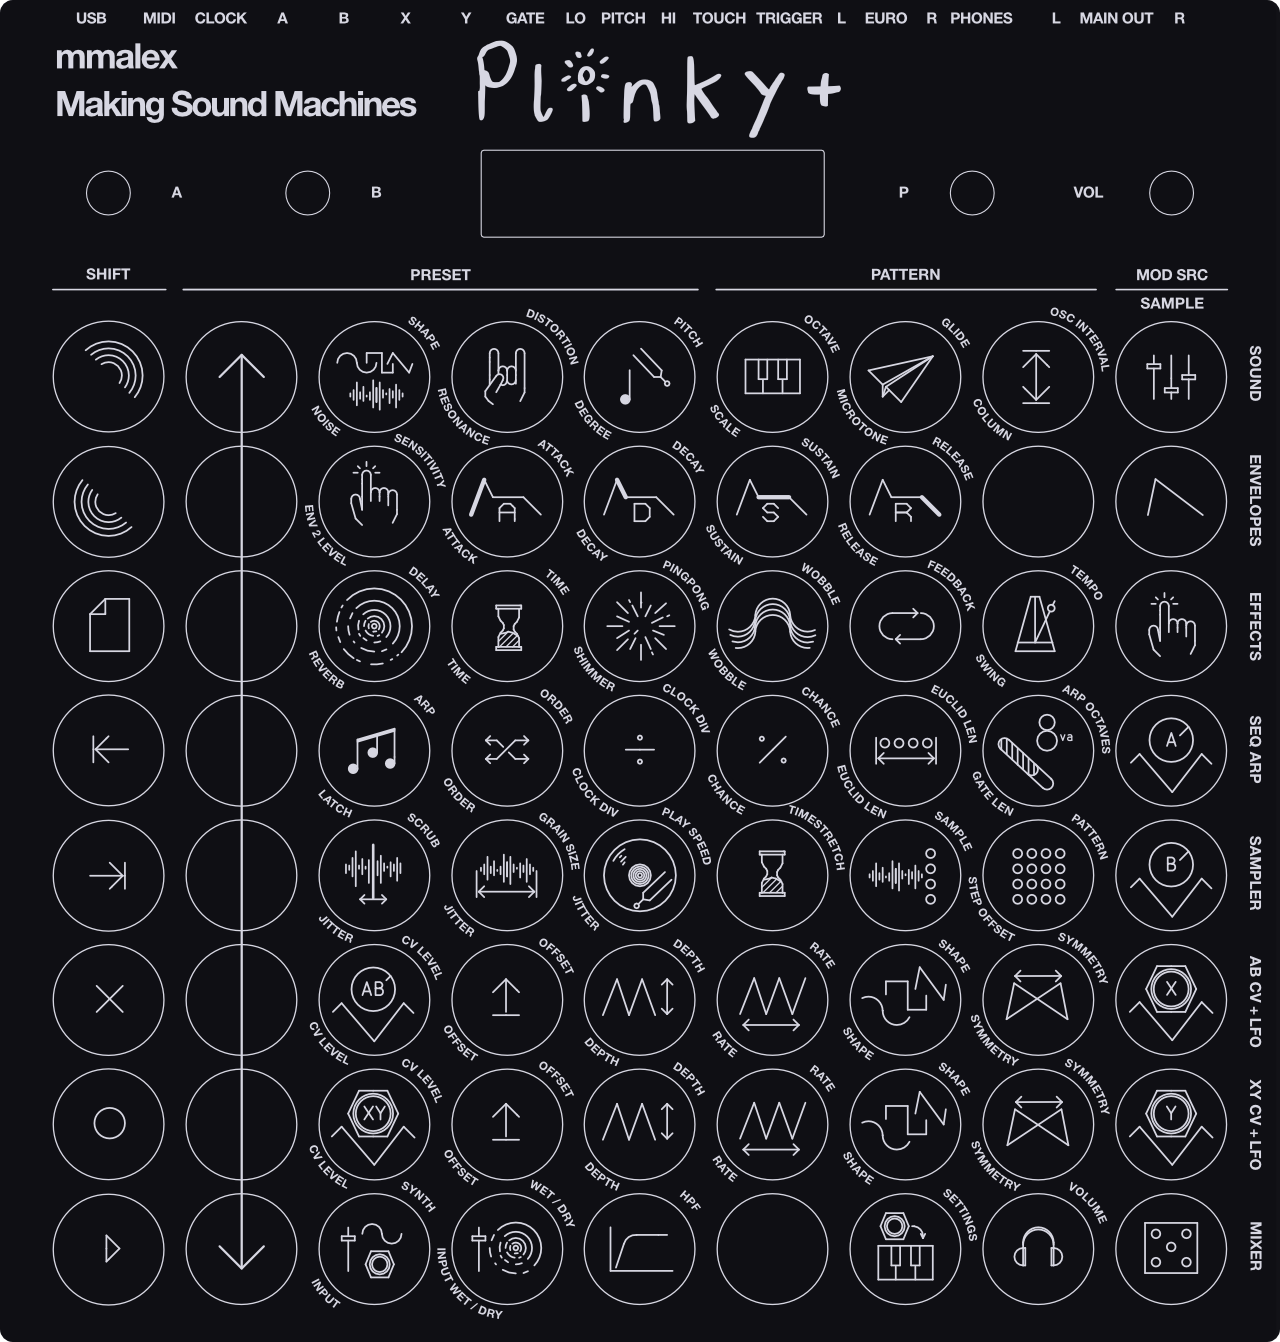 USB MIDI CLOCK A B X Y GATE LO PITCH HI TOUCH TRIGGER L EURO R PHONES L MAIN OUT R
mmalex
Making Sound Machines
Plinky+
A B P VOL
SHIFT PRESET PATTERN MOD SRC
SAMPLE
SHAPE DISTORTION PITCH OCTAVE GLIDE OSC INTERVAL
SOUND
NOISE RESONANCE DEGREE SCALE MICROTONE COLUMN
SENSITIVITY ATTACK DECAY SUSTAIN RELEASE
A D S R
ENVELOPES
ENV 2 LEVEL ATTACK DECAY SUSTAIN RELEASE
DELAY TIME PINGPONG WOBBLE FEEDBACK TEMPO
EFFECTS
REVERB TIME SHIMMER WOBBLE SWING
ARP ORDER CLOCK DIV CHANCE EUCLID LEN ARP OCTAVES
8va A
SEQ ARP
LATCH ORDER CLOCK DIV CHANCE EUCLID LEN GATE LEN
SCRUB GRAIN SIZE PLAY SPEED TIMESTRETCH SAMPLE PATTERN
B
SAMPLER
JITTER JITTER JITTER STEP OFFSET
CV LEVEL OFFSET DEPTH RATE SHAPE SYMMETRY
AB X
AB CV + LFO
CV LEVEL OFFSET DEPTH RATE SHAPE SYMMETRY
CV LEVEL OFFSET DEPTH RATE SHAPE SYMMETRY
XY Y
XY CV + LFO
CV LEVEL OFFSET DEPTH RATE SHAPE SYMMETRY
SYNTH WET / DRY HPF SETTINGS VOLUME
MIXER
INPUT INPUT WET / DRY